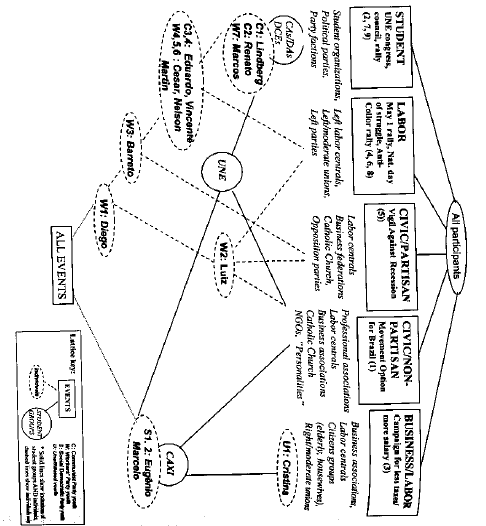 All participants
STUDENT
UNE congress,
council, rally
(2, 7, 9)
LABOR
May 1 rally, Nat. day
of struggle, Anti-
Collor rally (4, 6, 8)
CIVIC/PARTISAN
Vigil Against Recession
(5)
CIVIC/NON-
PARTISAN
Movement Option
for Brazil (1)
BUSINESS/LABOR
Campaign for less taxes/
more salary (3)
Student organizations,
Political parties,
Party factions
Left labor centrals,
Left/moderate unions,
Left parties
Labor centrals
Business federations
Catholic Church,
Opposition parties
Professional associations
Labor centrals
Business associations
Catholic Church
NGOs, "Personalities"
Business associations,
Labor centrals
Citizens groups
(elderly, housewives),
Right/moderate unions
CAs/DAs
DCEs
C1: Lindberg
C2: Renato
W7: Marcos
C3,4: Eduardo, Vincente
W4,5,6: Cesar, Nelson
Martin
UNE
W3: Barreto
W1: Diego
W2: Luiz
U1: Cristina
CAXI
S1, 2: Eugênio
Marcelo
ALL EVENTS
Lattice key:
EVENTS
STUDENT
GROUPS